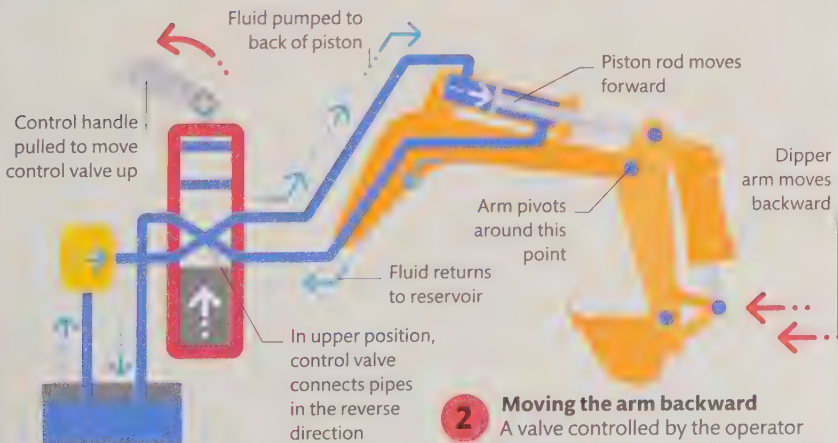 Fluid pumped to
back of piston
Piston rod moves
forward
Control handle
pulled to move
control valve up
Dipper
arm moves
backward
Arm pivots
around this
point
Fluid returns
to reservoir
In upper position,
control valve
connects pipes
in the reverse
direction
2
Moving the arm backward
A valve controlled by the operator